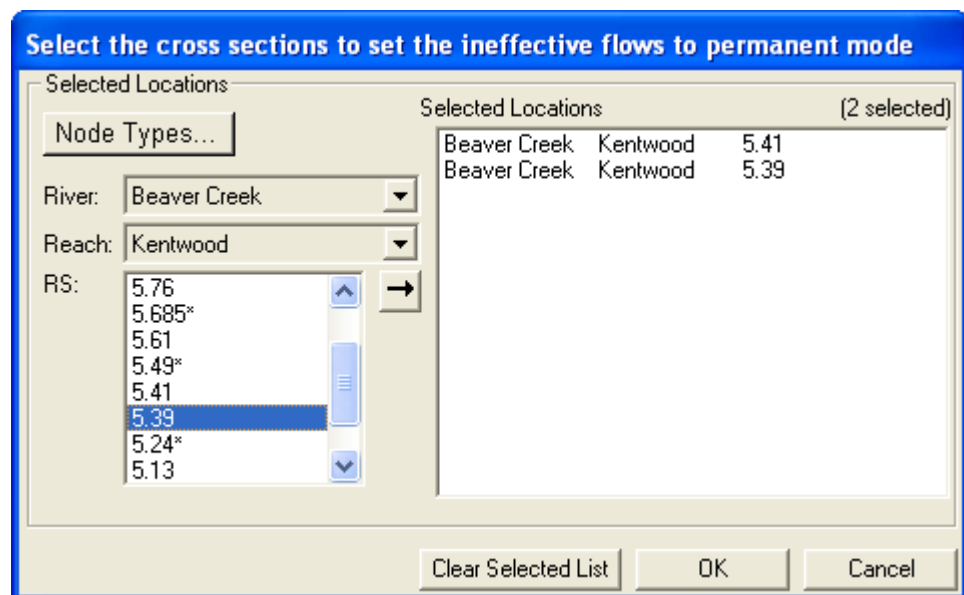 Select the cross sections to set the ineffective flows to permanent mode
Selected Locations
Node Types...
River: Beaver Creek
Reach: Kentwood
RS:
5.76
5.685*
5.61
5.49*
5.41
5.39
5.24*
5.13
Selected Locations (2 selected)
Beaver Creek Kentwood 5.41
Beaver Creek Kentwood 5.39
Clear Selected List OK Cancel